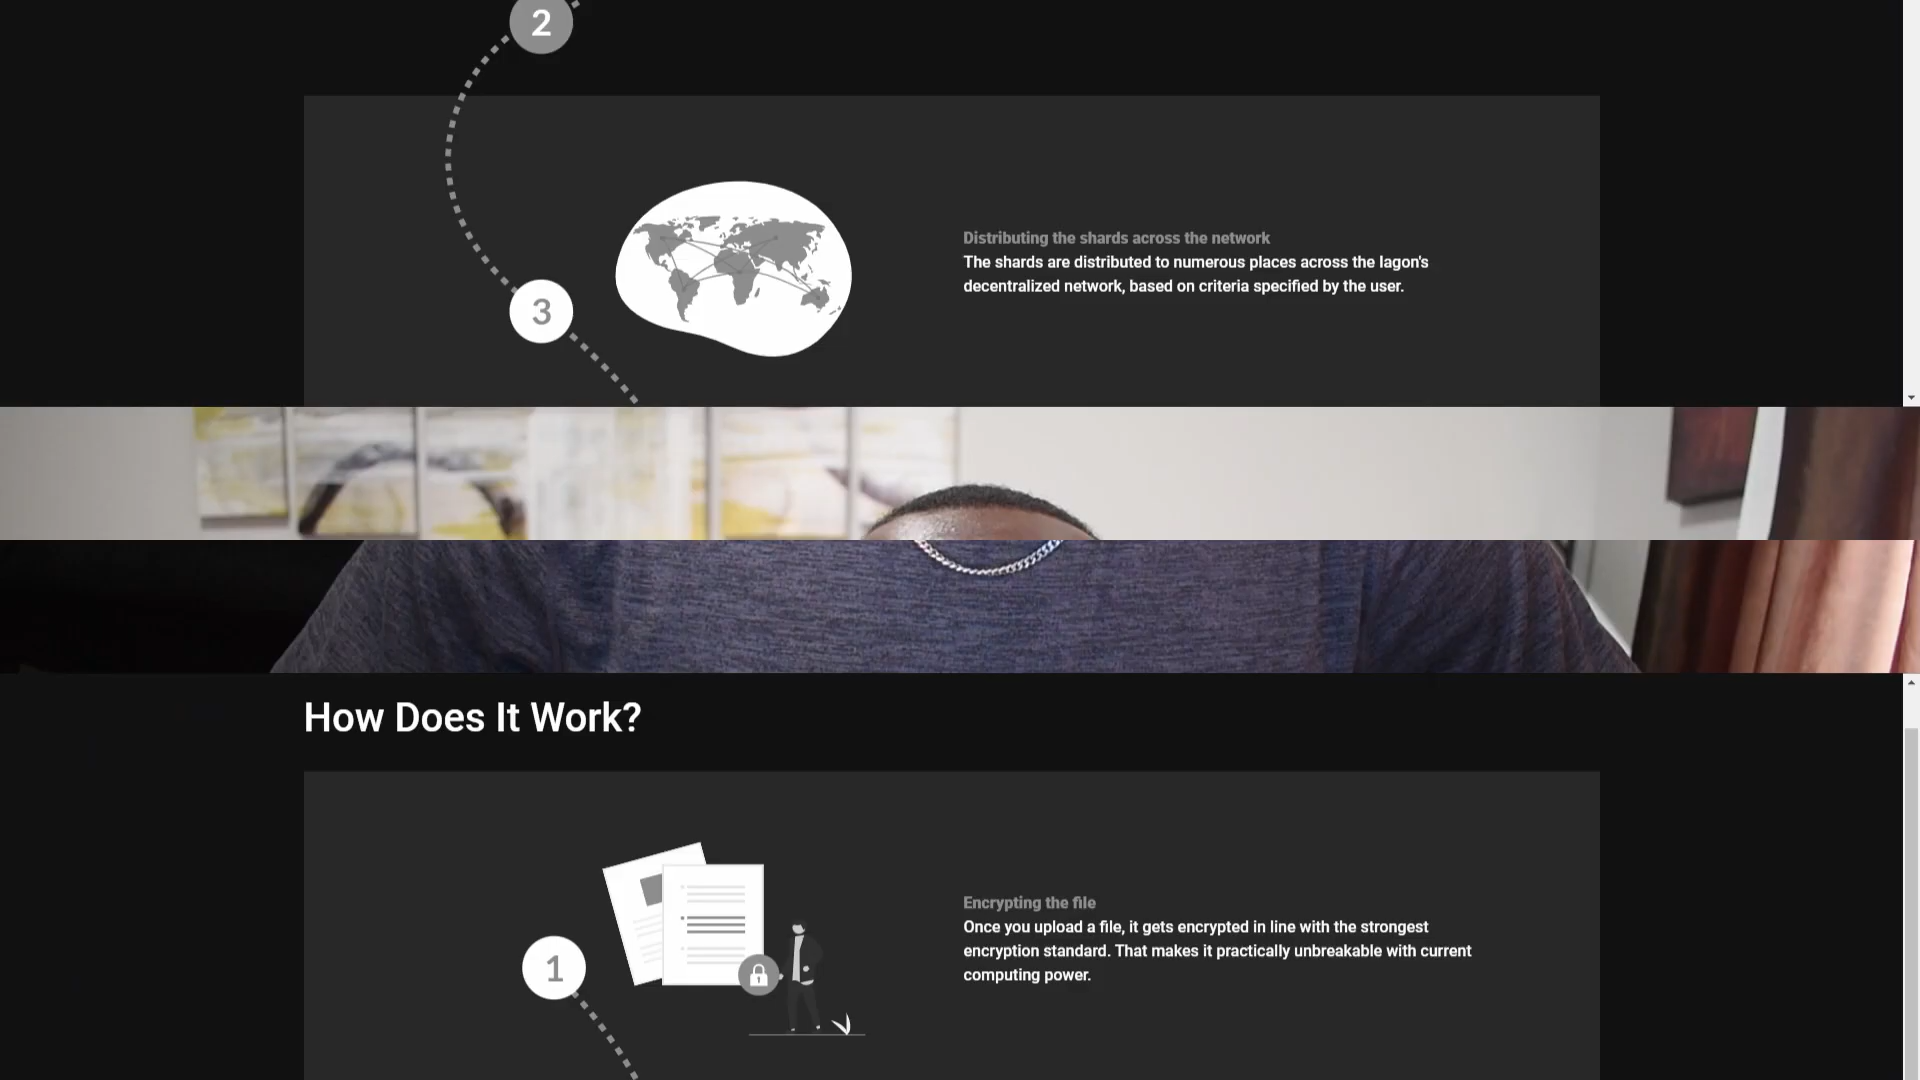 2
Distributing the shards across the network
The shards are distributed to numerous places across the lagon's
decentralized network, based on criteria specified by the user.
3
How Does It Work?
Encrypting the file
Once you upload a file, it gets encrypted in line with the strongest
encryption standard. That makes it practically unbreakable with current
computing power.
1